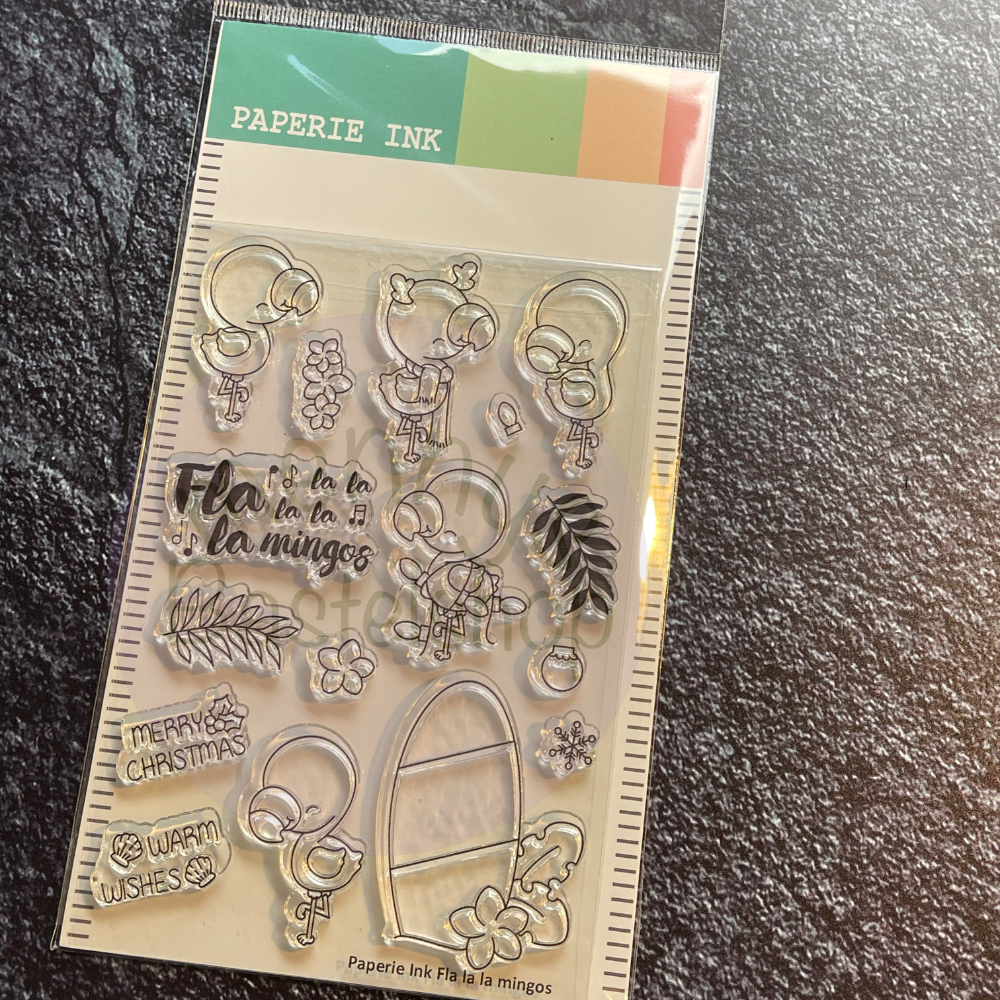 PAPERIE INK
Fla la la
la la la
la mingos
MERRY
CHRISTMAS
WARM
WISHES
Paperie Ink Fla la la mingos